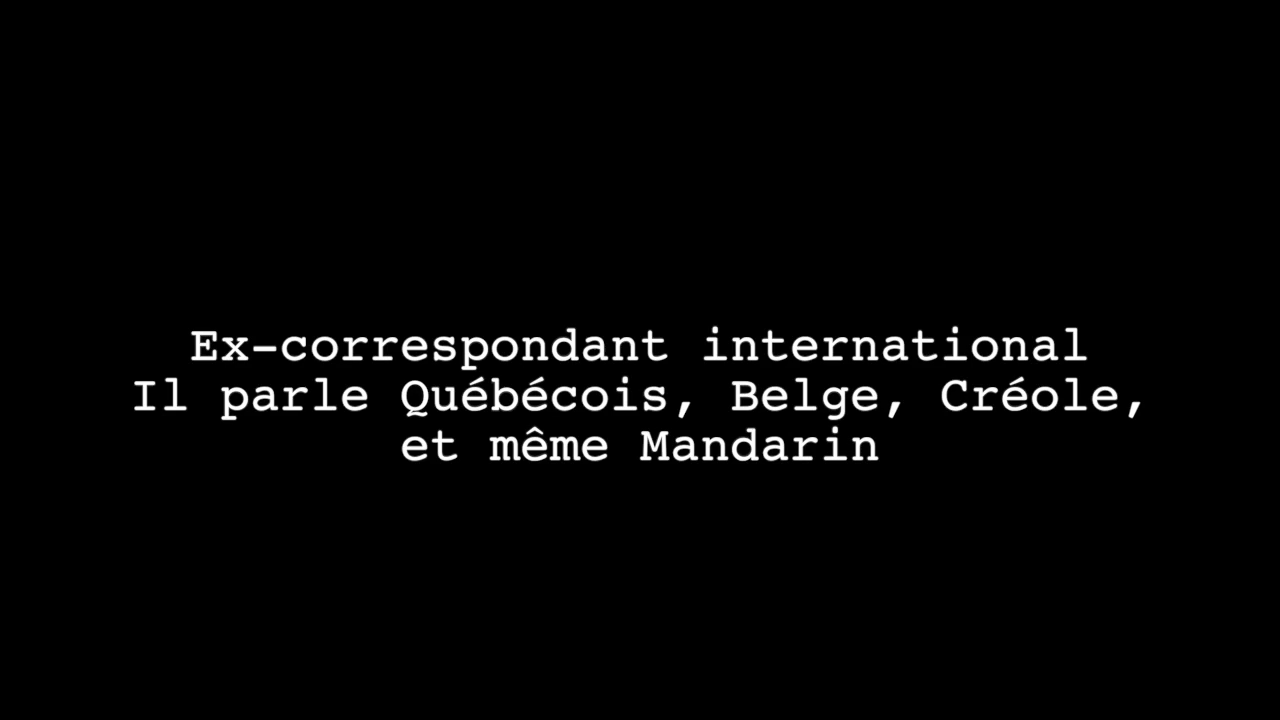 Ex-correspondant international
Il parle Québécois, Belge, Créole,
et même Mandarin